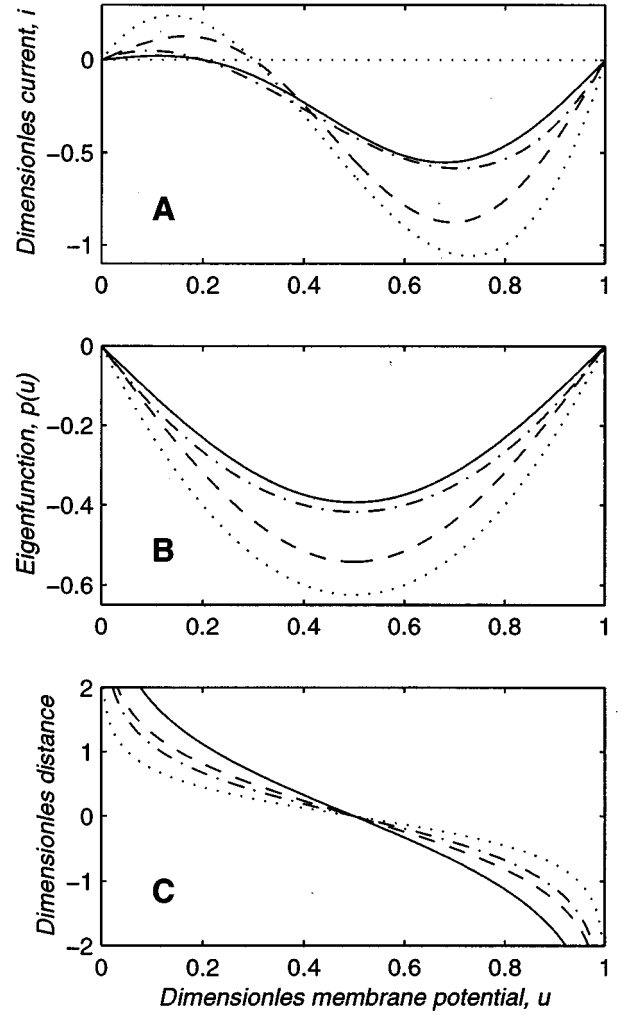 Dimensionles current, i
0
−0.5
−1
A
0 0.2 0.4 0.6 0.8 1
Eigenfunction, p(u)
0
−0.2
−0.4
−0.6
B
0 0.2 0.4 0.6 0.8 1
Dimensionles distance
2
1
0
−1
−2
C
0 0.2 0.4 0.6 0.8 1
Dimensionles membrane potential, u